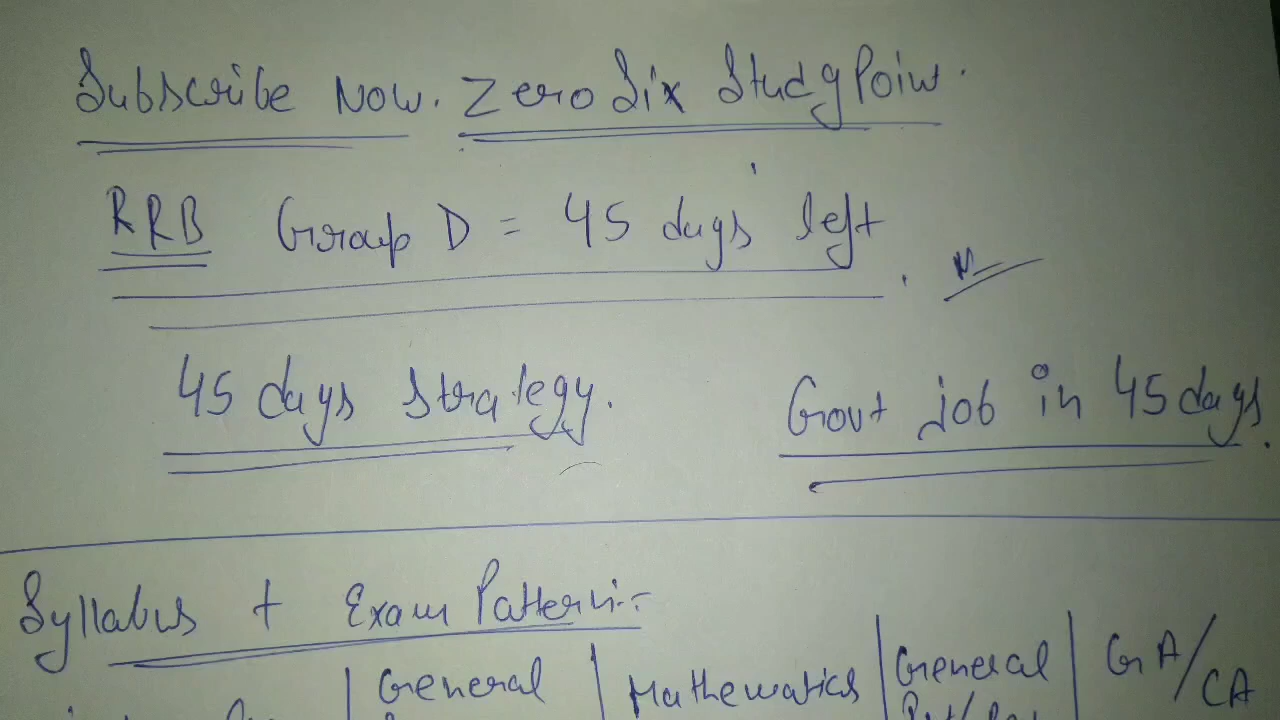 Subscribe Now. Zero Six Study Poin.
RRB Group D = 45 days left.
45 days strategy.
Govt job in 45 days.
Syllabus + Exam Pattern:-
General | Mathematics | General | GA/CA